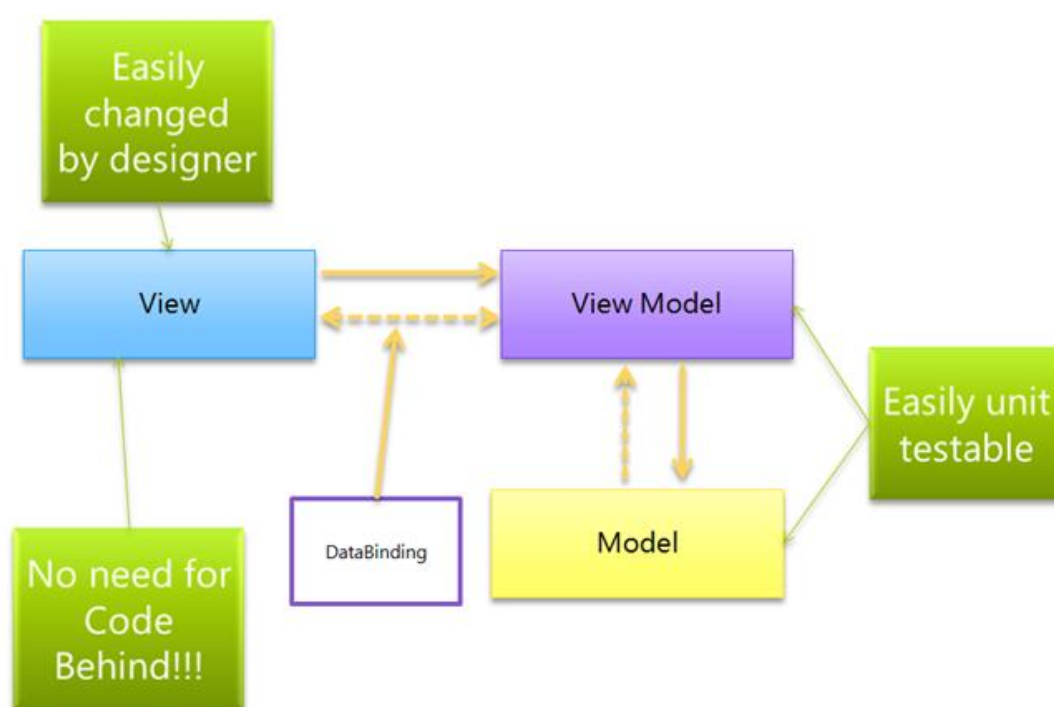 Easily
changed
by designer
View
View Model
Easily unit
testable
DataBinding
Model
No need for
Code
Behind!!!